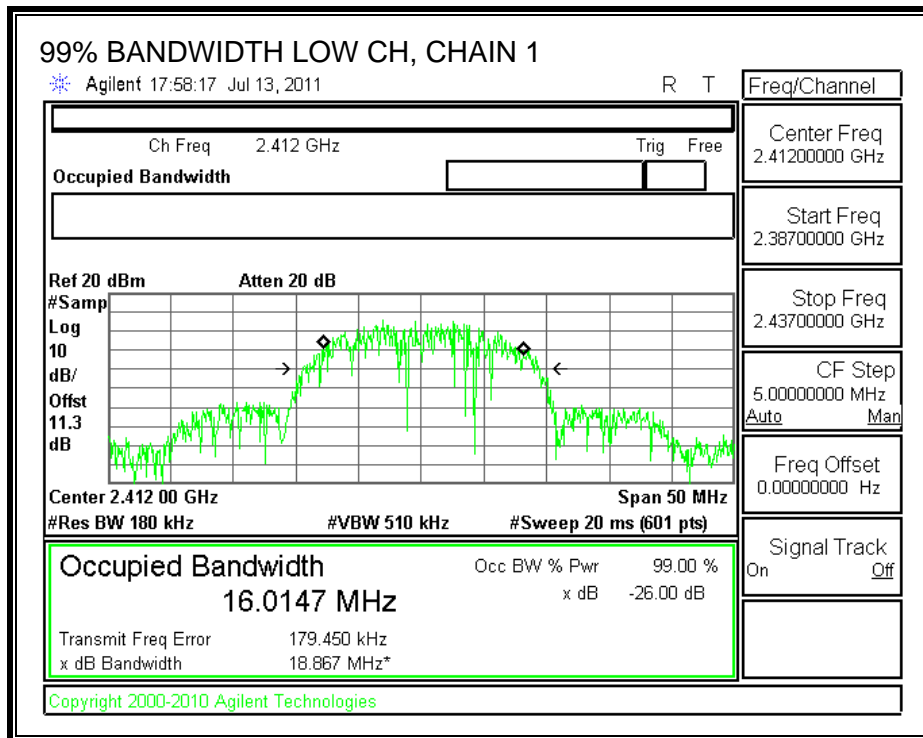 99% BANDWIDTH LOW CH, CHAIN 1
Agilent 17:58:17 Jul 13, 2011 R T
Freq/Channel
Ch Freq 2.412 GHz Trig Free
Occupied Bandwidth
Center Freq
2.41200000 GHz
Start Freq
2.38700000 GHz
Stop Freq
2.43700000 GHz
CF Step
5.00000000 MHz
Auto Man
Freq Offset
0.00000000 Hz
Signal Track
On Off
Ref 20 dBm Atten 20 dB
#Samp
Log
10
dB/
Offst
11.3
dB
Center 2.412 00 GHz Span 50 MHz
#Res BW 180 kHz #VBW 510 kHz #Sweep 20 ms (601 pts)
Occupied Bandwidth
16.0147 MHz
Occ BW % Pwr 99.00 %
x dB -26.00 dB
Transmit Freq Error 179.450 kHz
x dB Bandwidth 18.867 MHz*
Copyright 2000-2010 Agilent Technologies